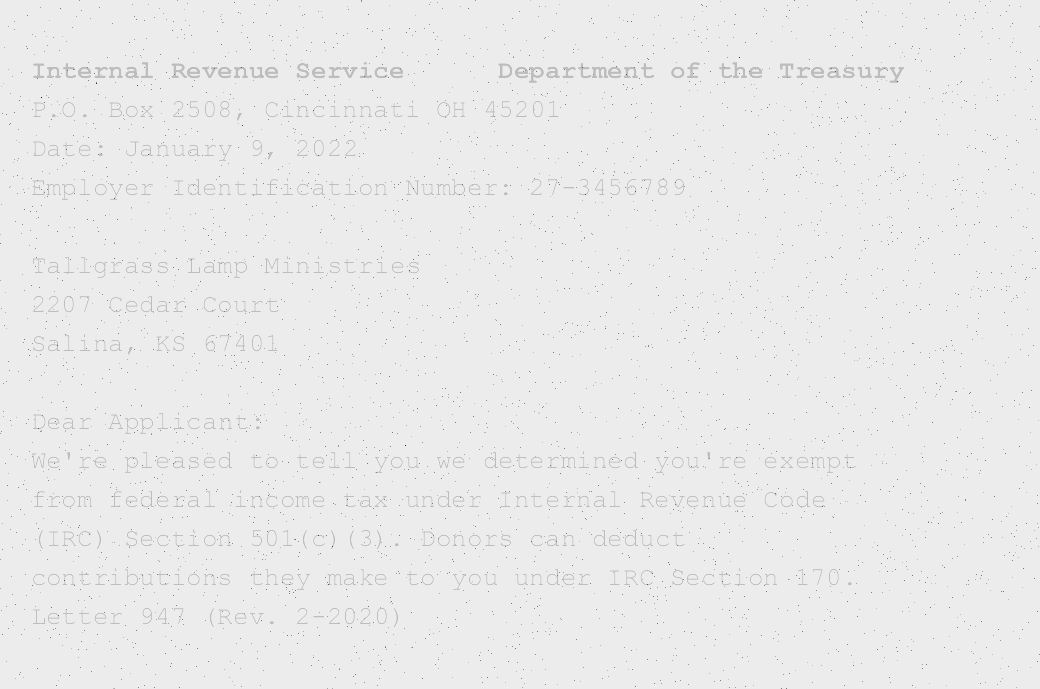 Internal Revenue Service      Department of the Treasury
P.O. Box 2508, Cincinnati OH 45201
Date: January 9, 2022
Employer Identification Number: 27-3456789
Tallgrass Lamp Ministries
2207 Cedar Court
Salina, KS 67401
Dear Applicant:
We're pleased to tell you we determined you're exempt
from federal income tax under Internal Revenue Code
(IRC) Section 501(c)(3). Donors can deduct
contributions they make to you under IRC Section 170.
Letter 947 (Rev. 2-2020)